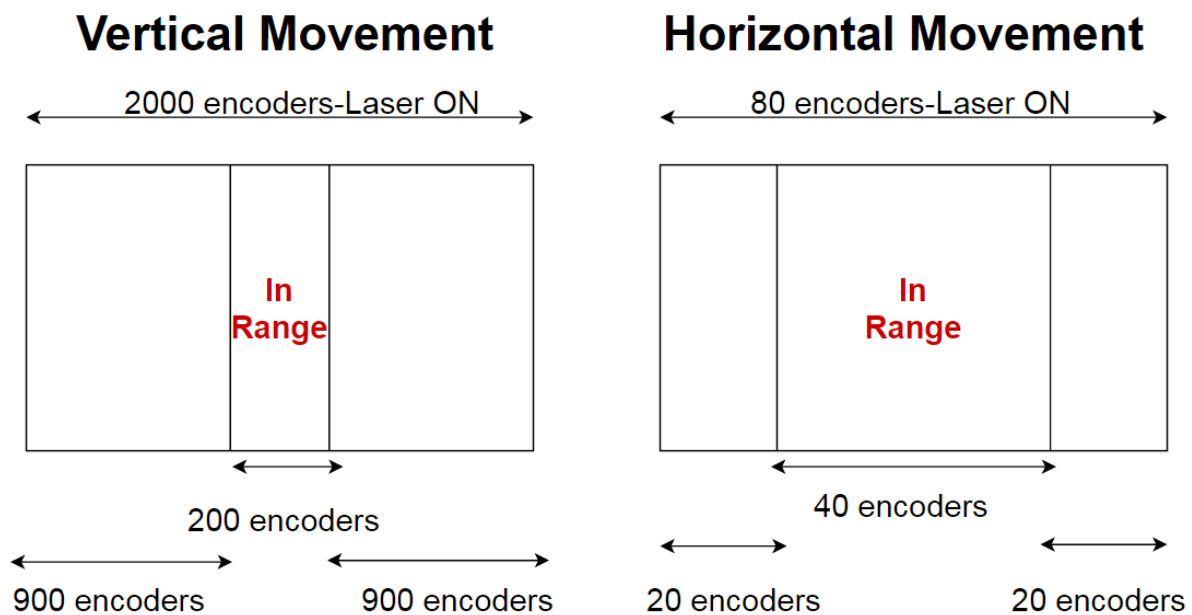 Vertical Movement
2000 encoders-Laser ON
In
Range
200 encoders
900 encoders
900 encoders
Horizontal Movement
80 encoders-Laser ON
In
Range
40 encoders
20 encoders
20 encoders